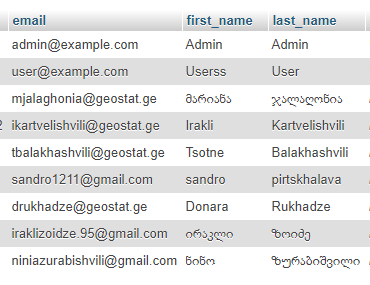 email first_name last_name
admin@example.com Admin Admin
user@example.com Userss User
mjalaghonia@geostat.ge მარიანა ჯალაღონია
ikartvelishvili@geostat.ge Irakli Kartvelishvili
tbalakhashvili@geostat.ge Tsotne Balakhashvili
sandro1211@gmail.com sandro pirtskhalava
drukhadze@geostat.ge Donara Rukhadze
iraklizoidze.95@gmail.com ირაკლი ზოიძე
niniazurabishvili@gmail.com ნინო ზურაბიშვილი